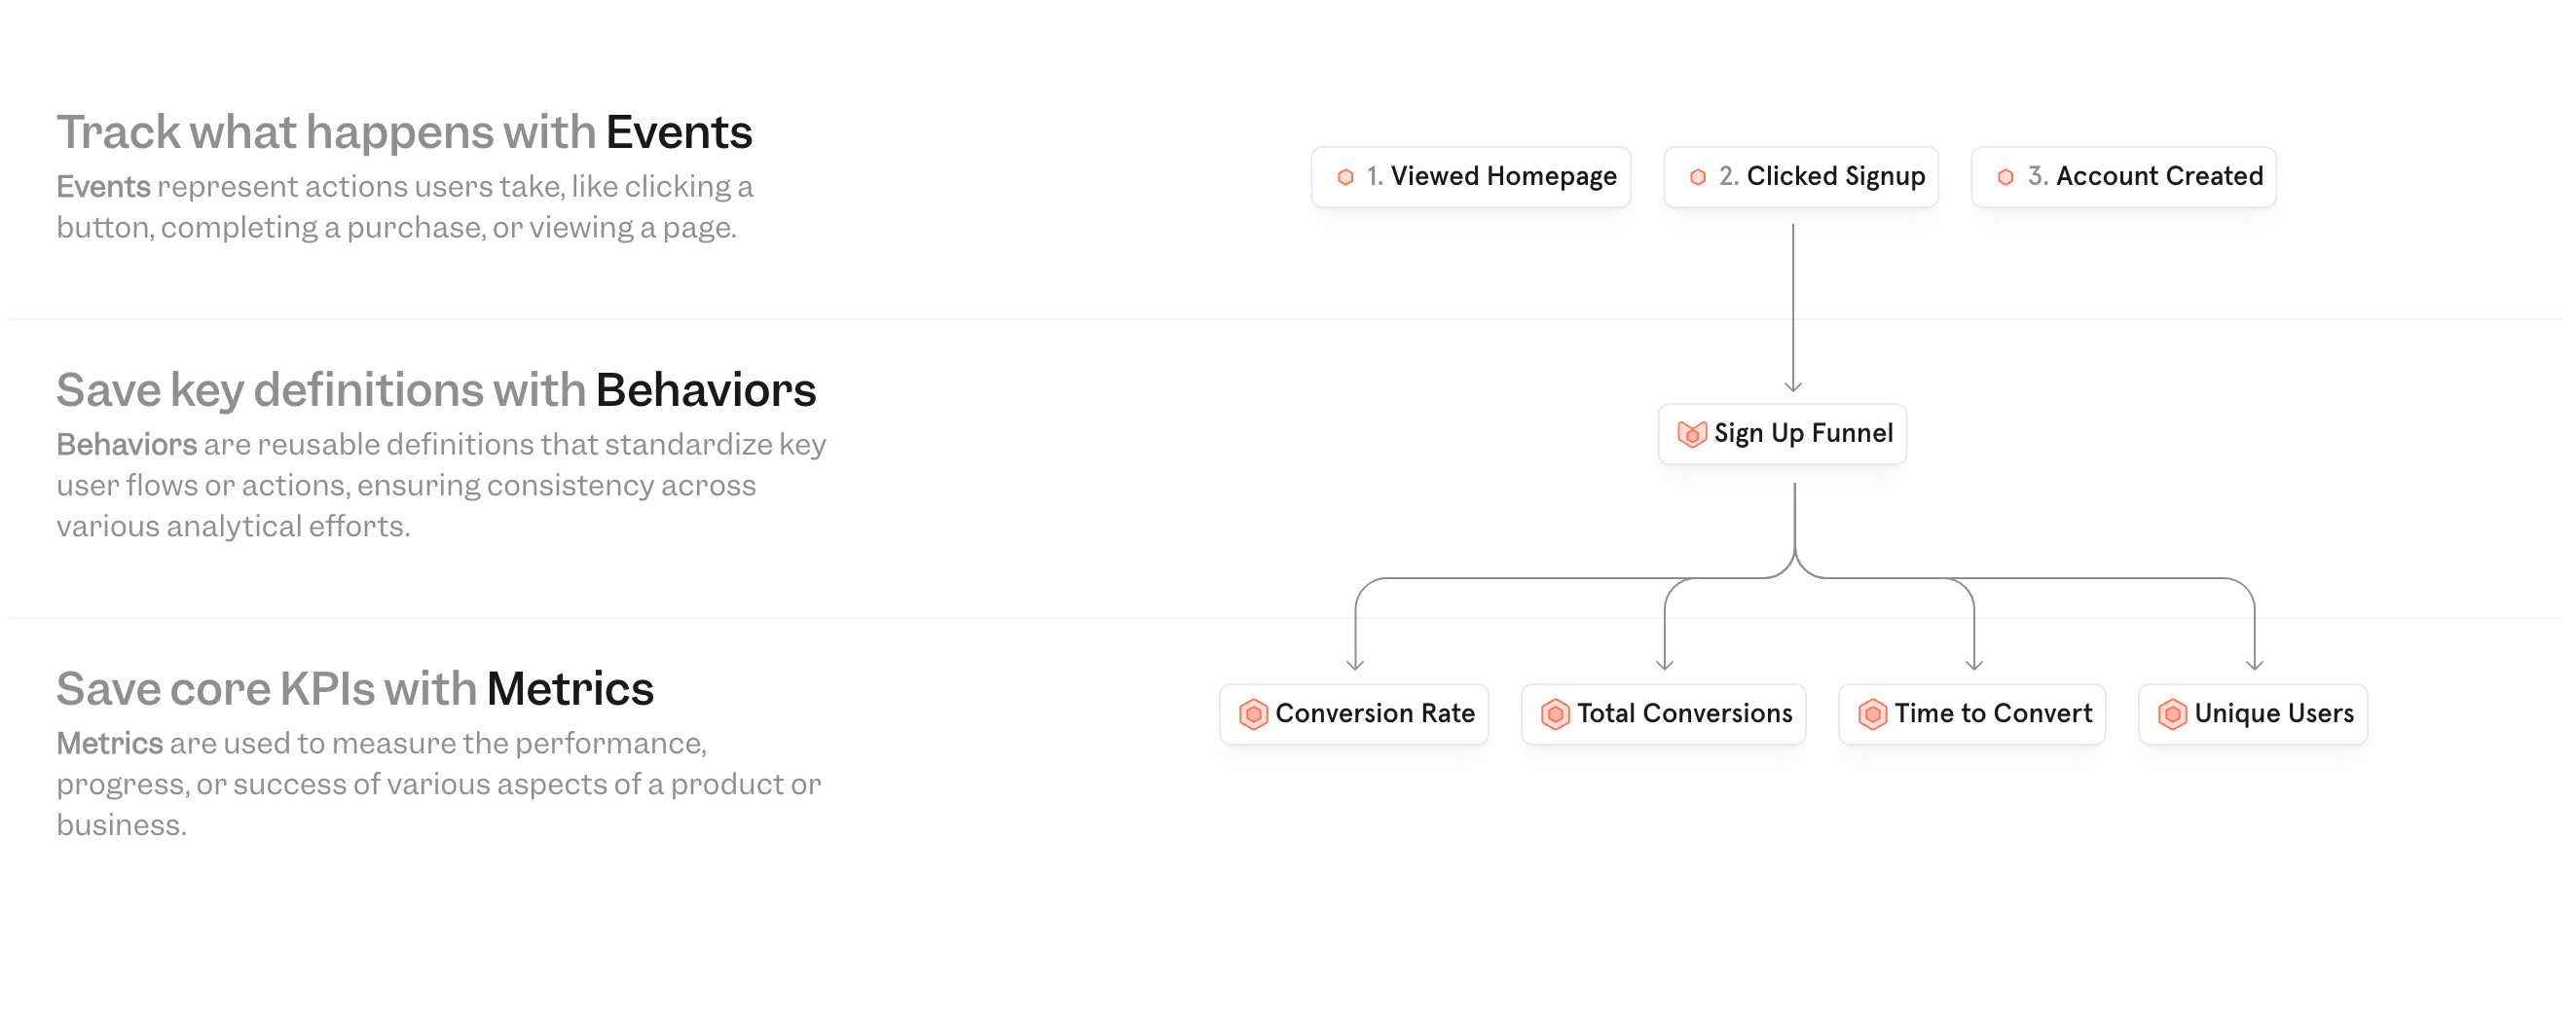 Track what happens with Events
Events represent actions users take, like clicking a
button, completing a purchase, or viewing a page.
1. Viewed Homepage
2. Clicked Signup
3. Account Created
Save key definitions with Behaviors
Behaviors are reusable definitions that standardize key
user flows or actions, ensuring consistency across
various analytical efforts.
Sign Up Funnel
Save core KPIs with Metrics
Metrics are used to measure the performance,
progress, or success of various aspects of a product or
business.
Conversion Rate
Total Conversions
Time to Convert
Unique Users